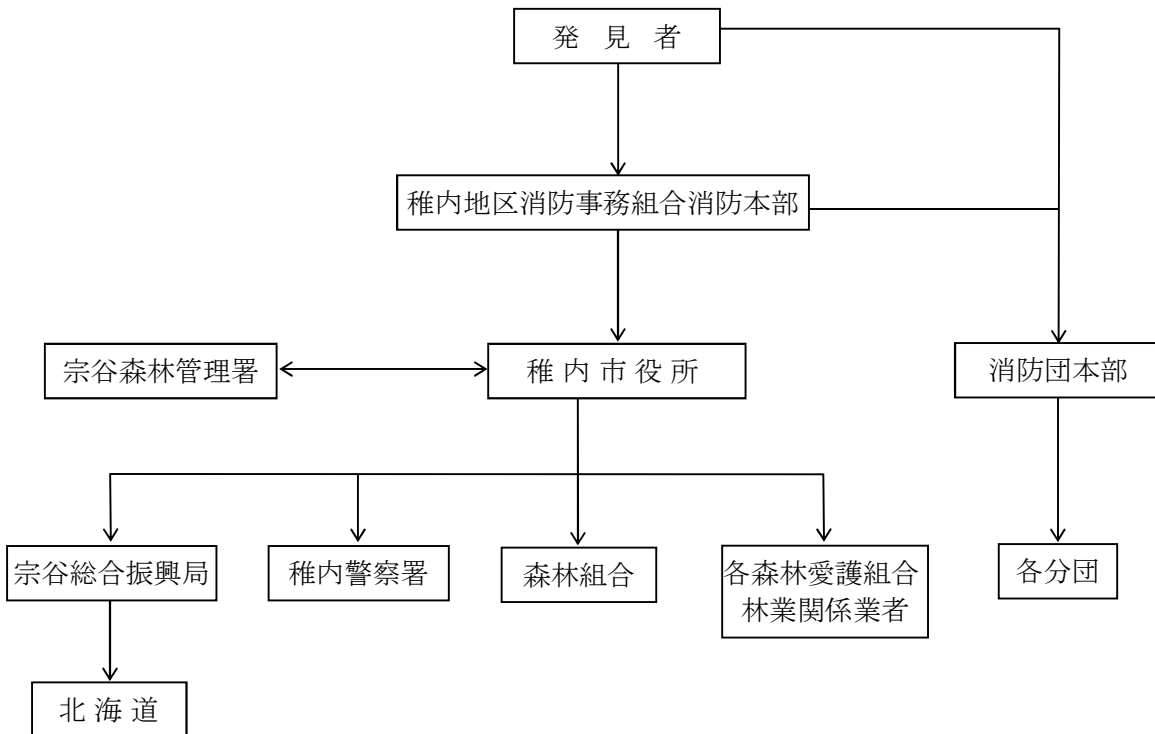 発見者
稚内地区消防事務組合消防本部
宗谷森林管理署
稚内市役所
消防団本部
宗谷総合振興局
稚内警察署
森林組合
各森林愛護組合
林業関係業者
各分団
北海道